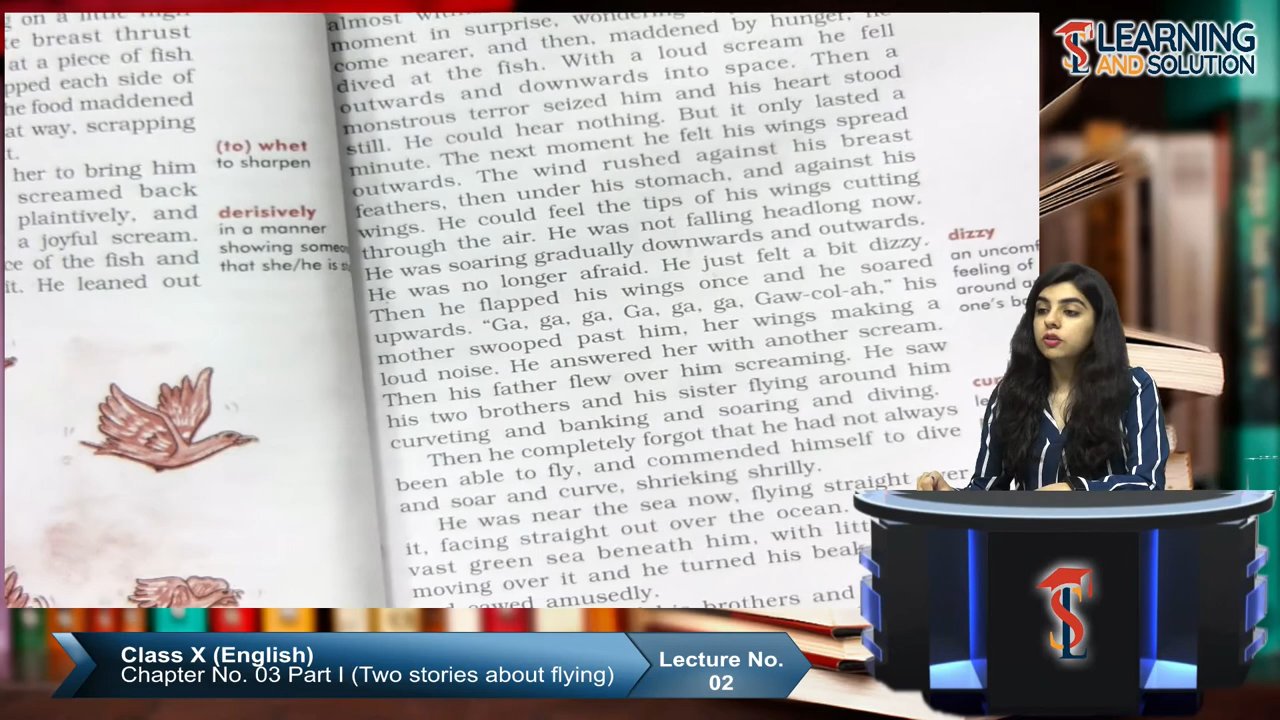 on a little high
breast thrust
at a piece of fish
pped each side of
he food maddened
at way, scrapping
t.
her to bring him
screamed back
plaintively, and
a joyful scream.
ce of the fish and
it. He leaned out
(to) whet
to sharpen
derisively
in a manner
showing someo
that she/he is
almost
moment in surprise, wondering
come nearer, and then, maddened by hunger, he
dived at the fish. With a loud scream he fell
outwards and downwards into space. Then a
monstrous terror seized him and his heart stood
still. He could hear nothing. But it only lasted a
minute. The next moment he felt his wings spread
outwards. The wind rushed against his breast
feathers, then under his stomach, and against his
wings. He could feel the tips of his wings cutting
through the air. He was not falling headlong now.
He was soaring gradually downwards and outwards.
He was no longer afraid. He just felt a bit dizzy.
Then he flapped his wings once and he soared
upwards. “Ga, ga, ga, Ga, ga, ga, Gaw-col-ah,” his
mother swooped past him, her wings making a
loud noise. He answered her with another scream.
Then his father flew over him screaming. He saw
his two brothers and his sister flying around him
curveting and banking and soaring and diving.
Then he completely forgot that he had not always
been able to fly, and commended himself to dive
and soar and curve, shrieking shrilly.
He was near the sea now, flying straight over
it, facing straight out over the ocean.
vast green sea beneath him, with litt
moving over it and he turned his beak
cawed amusedly.
brothers and
dizzy
an uncomf
feeling of
around a
one's ba
cur
le
LEARNING
AND SOLUTION
Class X (English)
Chapter No. 03 Part I (Two stories about flying)
Lecture No.
02